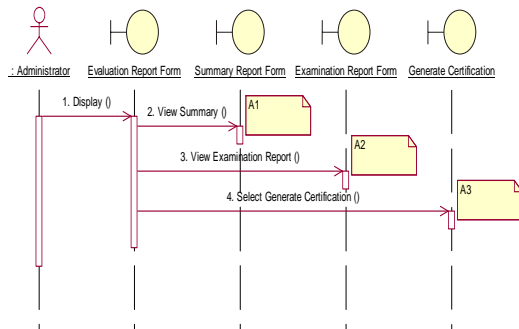 : Administrator
Evaluation Report Form
Summary Report Form
Examination Report Form
Generate Certification
1. Display ()
2. View Summary ()
A1
3. View Examination Report ()
A2
4. Select Generate Certification ()
A3